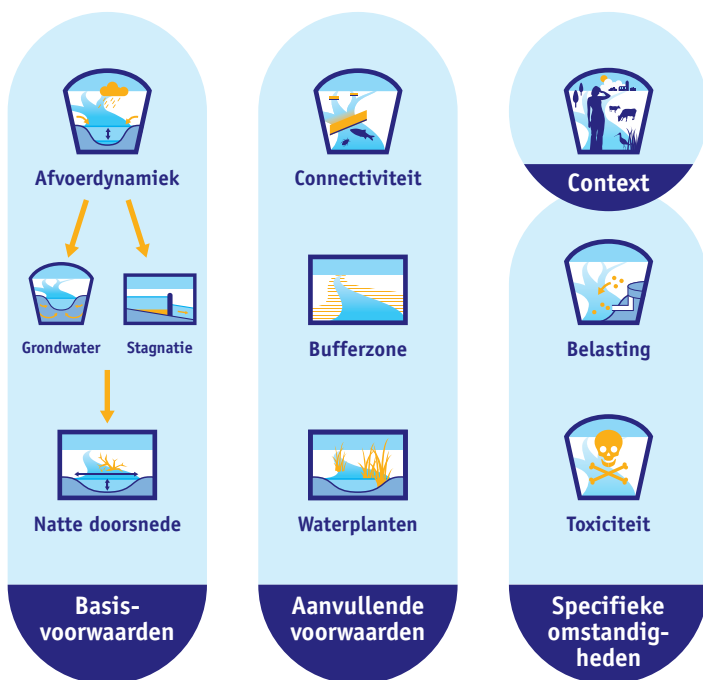 Afvoerdynamiek
Grondwater
Stagnatie
Natte doorsnede
Basis-
voorwaarden
Connectiviteit
Bufferzone
Waterplanten
Aanvullende
voorwaarden
Context
Belasting
Toxiciteit
Specifieke
omstandig-
heden